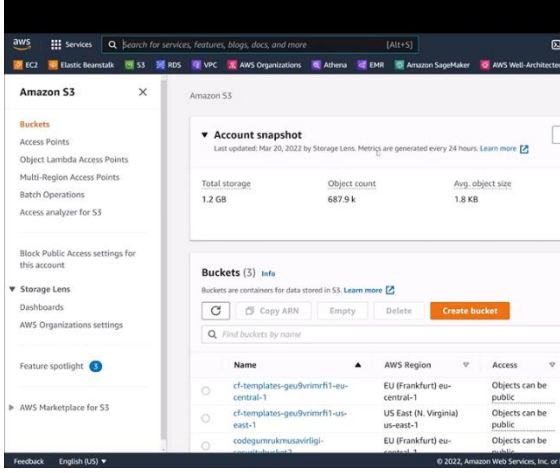 aws
Services
Search for services, features, blogs, docs, and more
[Alt+S]
EC2
Elastic Beanstalk
S3
RDS
VPC
AWS Organizations
Athena
EMR
Amazon SageMaker
AWS Well-Architected
Amazon S3
Buckets
Access Points
Object Lambda Access Points
Multi-Region Access Points
Batch Operations
Access analyzer for S3
Block Public Access settings for
this account
Storage Lens
Dashboards
AWS Organizations settings
Feature spotlight 3
AWS Marketplace for S3
Amazon S3
Account snapshot
Last updated: Mar 20, 2022 by Storage Lens. Metrics are generated every 24 hours. Learn more
Total storage
Object count
Avg. object size
1.2 GB
687.9 k
1.8 KB
Buckets (3) Info
Buckets are containers for data stored in S3. Learn more
Copy ARN
Empty
Delete
Create bucket
Find buckets by name
Name
AWS Region
Access
cf-templates-geu9vrimrfi1-eu-
central-1
EU (Frankfurt) eu-
central-1
Objects can be
public
cf-templates-geu9vrimrfi1-us-
east-1
US East (N. Virginia)
us-east-1
Objects can be
public
codegumrukmusavirligi-
EU (Frankfurt) eu-
central-1
Objects can be
public
Feedback
English (US)
© 2022, Amazon Web Services, Inc. or